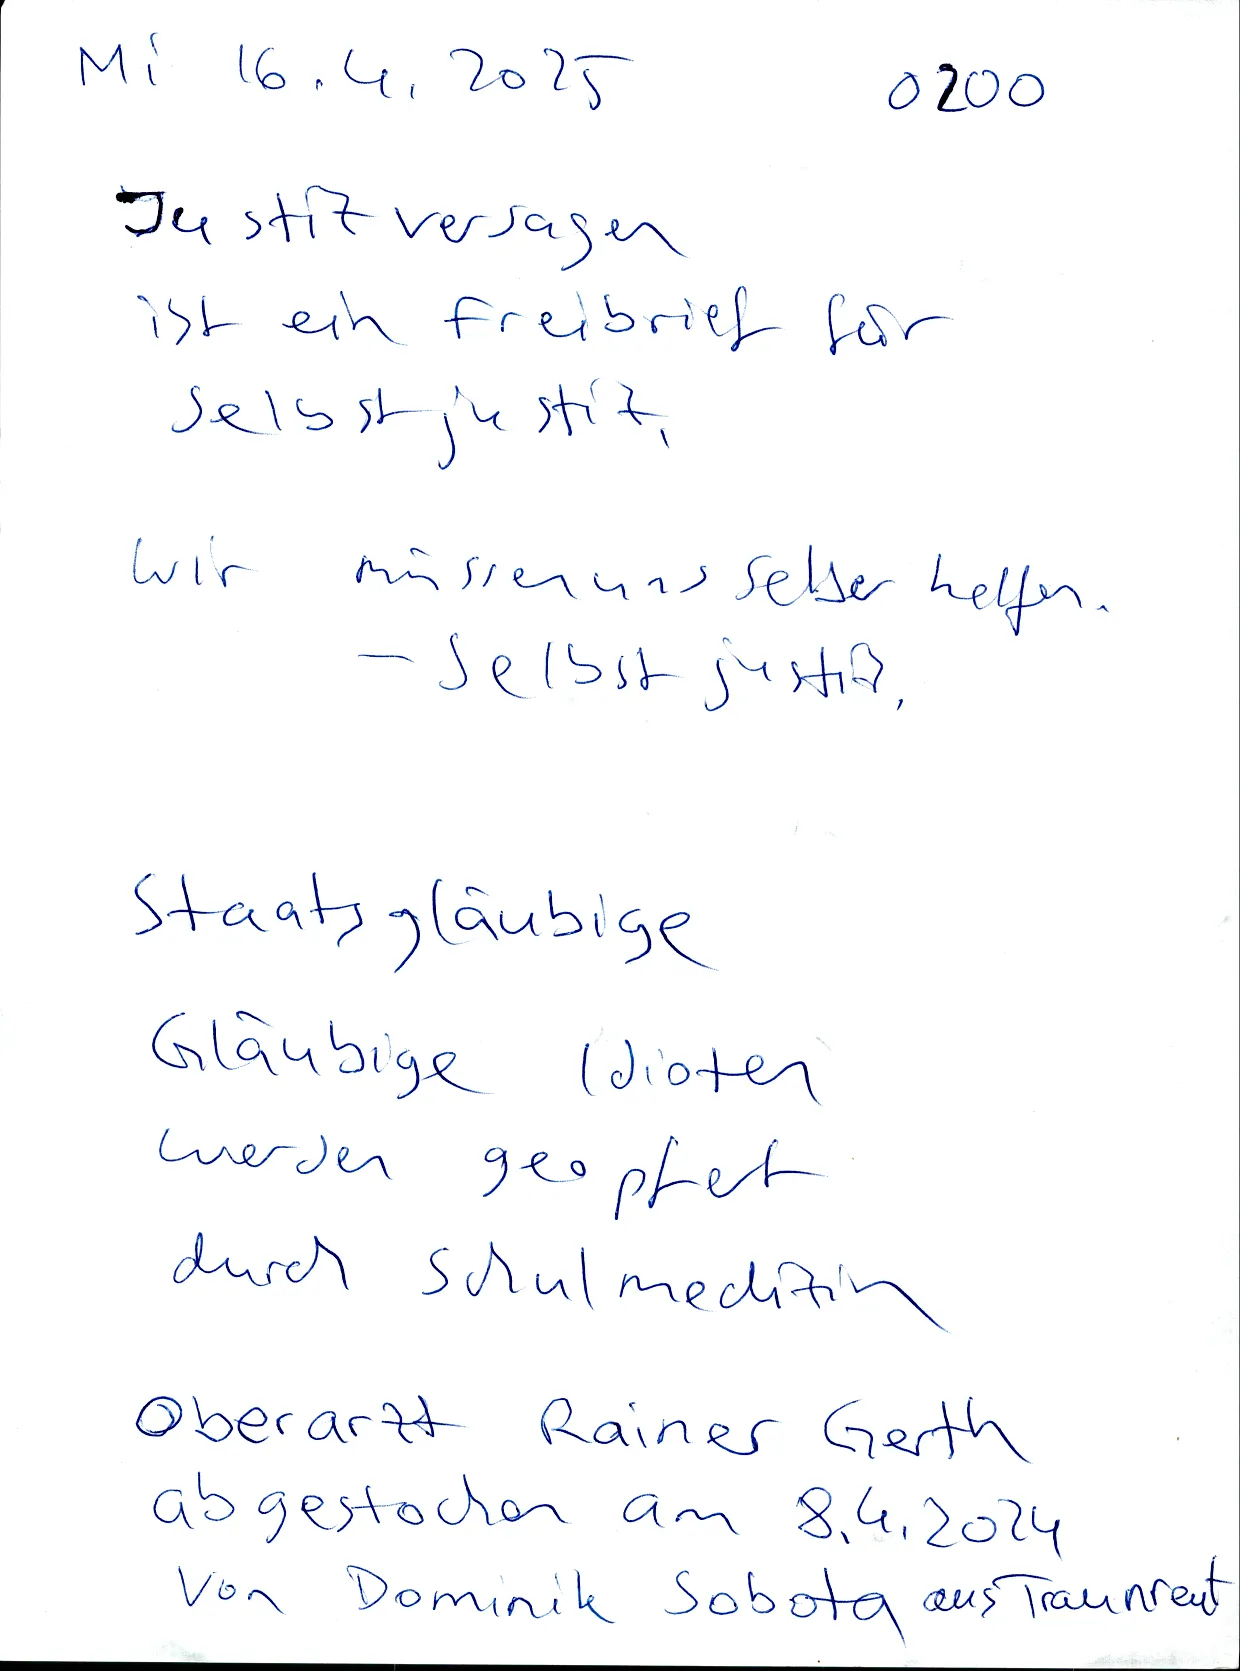 Mi 16.4.2025 0200
Justizversagen
ist ein Freibrief für
Selbstjustiz.
Wir müssen uns selber helfen.
– Selbstjustiz.
Staatsgläubige
Gläubige Idioten
werden geopfert
durch Schulmedizin
Oberarzt Rainer Gerth
abgestochen am 8.4.2024
von Dominik Sobota aus Traunreut